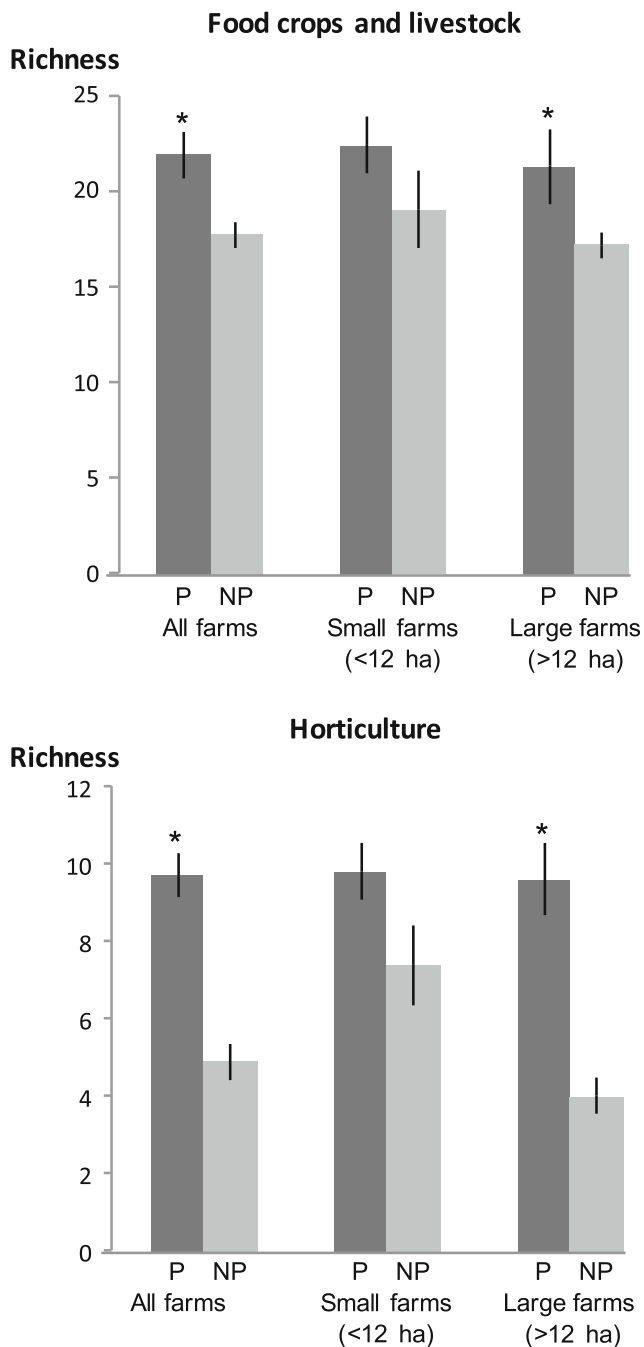 Food crops and livestock
Richness
25
*
*
20
15
10
5
0
P NP P NP P NP
All farms Small farms Large farms
(<12 ha) (>12 ha)
Horticulture
Richness
12
*
*
10
8
6
4
2
0
P NP P NP P NP
All farms Small farms Large farms
(<12 ha) (>12 ha)